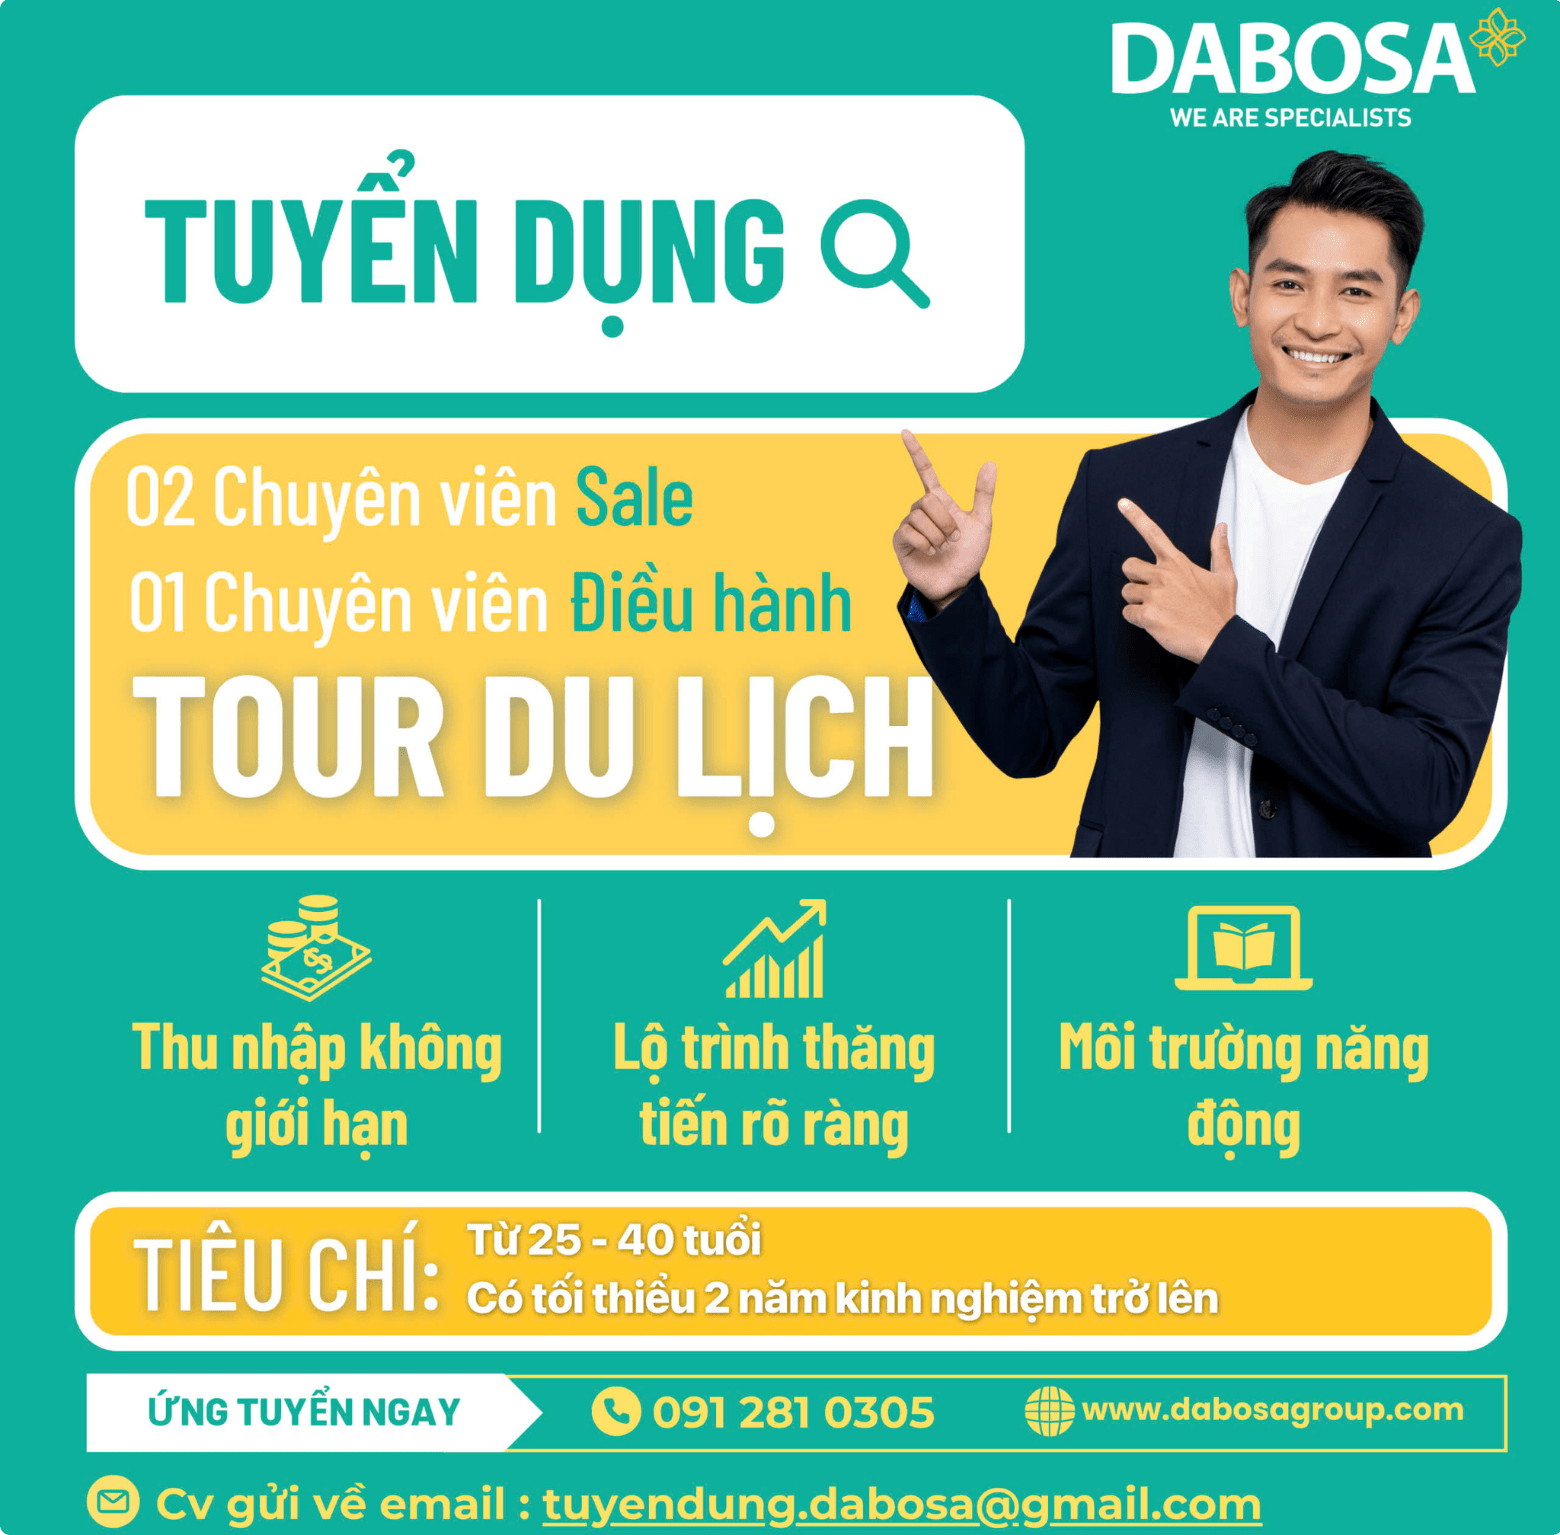 DABOSA
WE ARE SPECIALISTS
TUYỂN DỤNG
02 Chuyên viên Sale
01 Chuyên viên Điều hành
TOUR DU LỊCH
Thu nhập không
giới hạn
Lộ trình thăng
tiến rõ ràng
Môi trường năng
động
TIÊU CHÍ:
Từ 25 - 40 tuổi
Có tối thiểu 2 năm kinh nghiệm trở lên
ỨNG TUYỂN NGAY
091 281 0305
www.dabosagroup.com
Cv gửi về email : tuyendung.dabosa@gmail.com